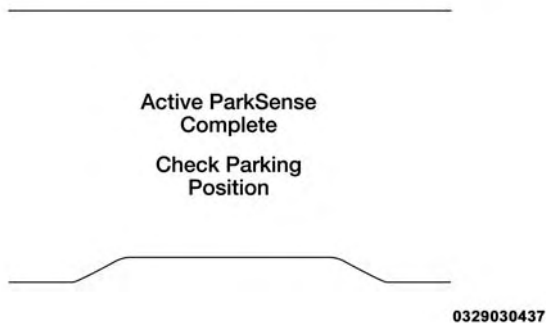 Active ParkSense
Complete
Check Parking
Position
0329030437